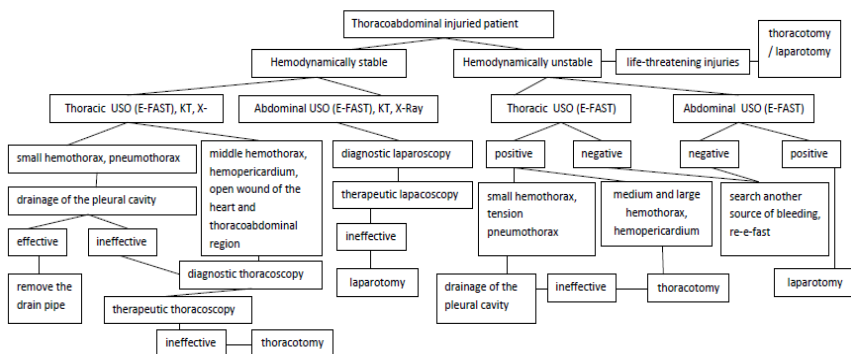 Thoracoabdominal injuried patient
thoracotomy
/ laparotomy
Hemodynamically stable
Hemodynamically unstable
life-threatening injuries
Thoracic USO (E-FAST), KT, X-
Abdominal USO (E-FAST), KT, X-Ray
Thoracic USO (E-FAST)
Abdominal USO (E-FAST)
small hemothorax, pneumothorax
middle hemothorax,
hemopericardium,
open wound of the
heart and
thoracoabdominal
region
diagnostic laparoscopy
positive
negative
negative
positive
drainage of the pleural cavity
therapeutic lapacoscopy
small hemothorax,
tension
pneumothorax
medium and large
hemothorax,
hemopericardium
search another
source of bleeding,
re-e-fast
effective
ineffective
ineffective
remove the
drain pipe
diagnostic thoracoscopy
laparotomy
drainage of the
pleural cavity
ineffective
thoracotomy
laparotomy
therapeutic thoracoscopy
ineffective
thoracotomy